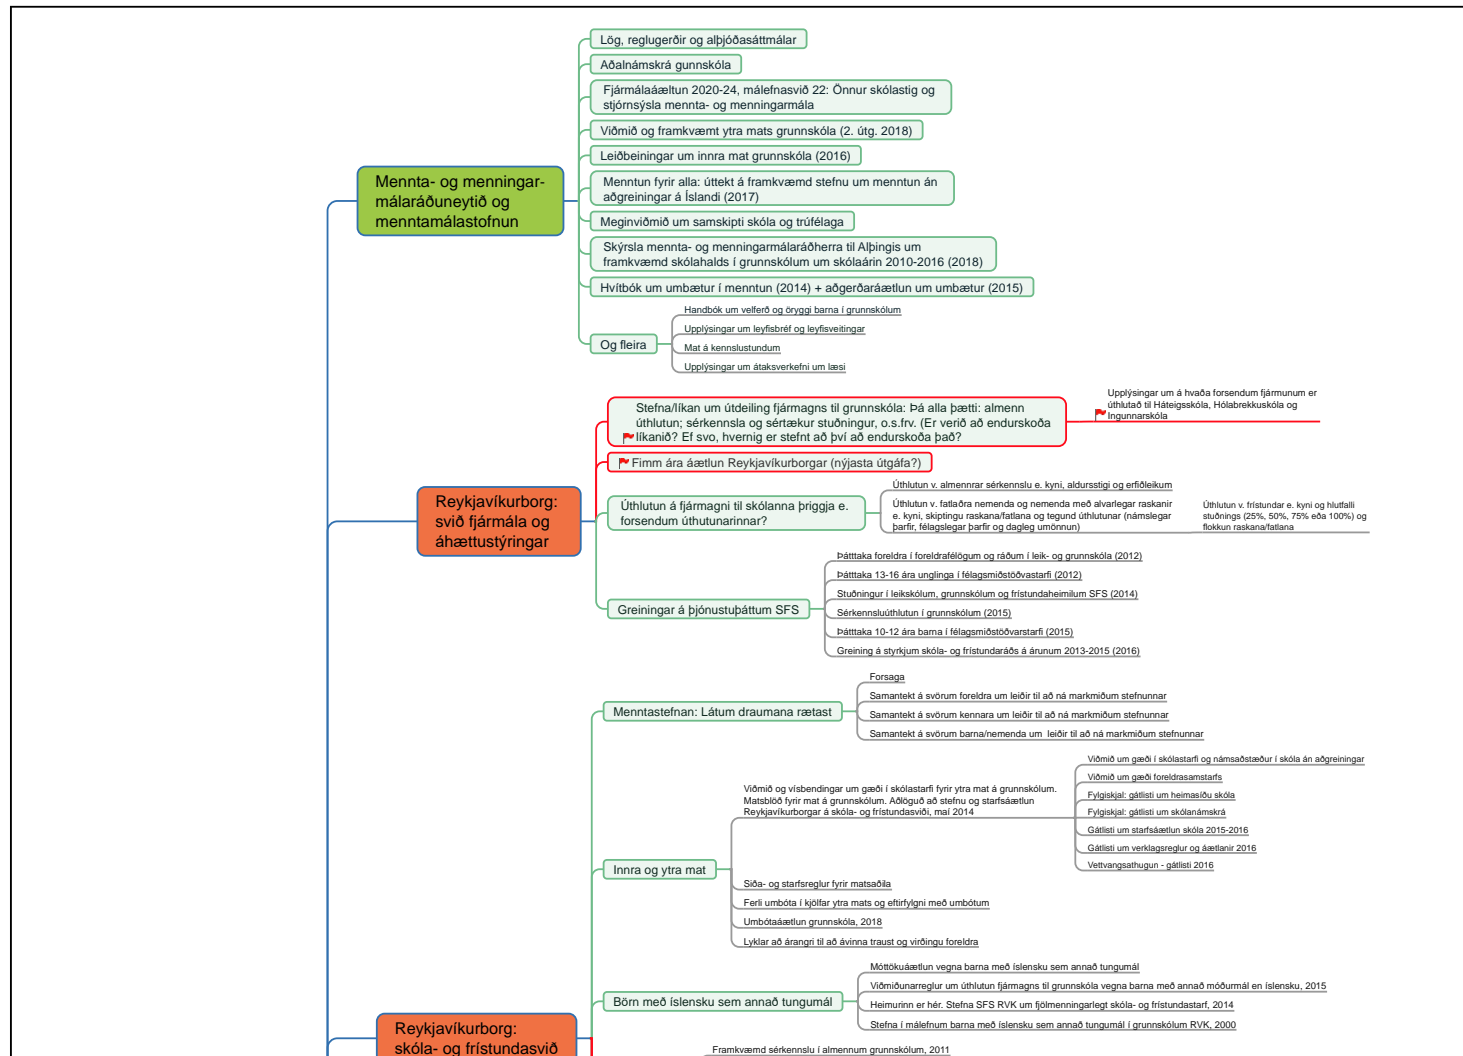 Lög, reglugerðir og alþjóðasáttmálar
Aðalnámskrá gunnskóla
Fjármálaáæltun 2020-24, málefnasvið 22: Önnur skólastig og
stjórnsýsla mennta- og menningarmála
Viðmið og framkvæmt ytra mats grunnskóla (2. útg. 2018)
Leiðbeiningar um innra mat grunnskóla (2016)
Mennta- og menningar-
málaráðuneytið og
menntamálastofnun
Menntun fyrir alla: úttekt á framkvæmd stefnu um menntun án
aðgreiningar á Íslandi (2017)
Meginviðmið um samskipti skóla og trúfélaga
Skýrsla mennta- og menningarmálaráðherra til Alþingis um
framkvæmd skólahalds í grunnskólum um skólaárin 2010-2016 (2018)
Hvítbók um umbætur í menntun (2014) + aðgerðaráætlun um umbætur (2015)
Og fleira
Handbók um velferð og öryggi barna í grunnskólum
Upplýsingar um leyfisbréf og leyfisveitingar
Mat á kennslustundum
Upplýsingar um átaksverkefni um læsi
Reykjavíkurborg:
svið fjármála og
áhættustýringar
Stefna/líkan um útdeiling fjármagns til grunnskóla: Þá alla þætti: almenn
úthlutun; sérkennsla og sértækur stuðningur, o.s.frv. (Er verið að endurskoða
líkanið? Ef svo, hvernig er stefnt að því að endurskoða það?
Upplýsingar um á hvaða forsendum fjármunum er
úthlutað til Háteigsskóla, Hólabrekkuskóla og
Ingunnarskóla
Fimm ára áætlun Reykjavíkurborgar (nýjasta útgáfa?)
Úthlutun á fjármagni til skólanna þriggja e.
forsendum úthutunarinnar?
Úthlutun v. almennrar sérkennslu e. kyni, aldursstigi og erfiðleikum
Úthlutun v. fatlaðra nemenda og nemenda með alvarlegar raskanir
e. kyni, skiptingu raskana/fatlana og tegund úthlutunar (námslegar
þarfir, félagslegar þarfir og dagleg umönnun)
Úthlutun v. frístundar e. kyni og hlutfalli
stuðnings (25%, 50%, 75% eða 100%) og
flokkun raskana/fatlana
Greiningar á þjónustuþáttum SFS
Þátttaka foreldra í foreldrafélögum og ráðum í leik- og grunnskóla (2012)
Þátttaka 13-16 ára unglinga í félagsmiðstöðvastarfi (2012)
Stuðningur í leikskólum, grunnskólum og frístundaheimilum SFS (2014)
Sérkennsluúthlutun í grunnskólum (2015)
Þátttaka 10-12 ára barna í félagsmiðstöðvarstarfi (2015)
Greining á styrkjum skóla- og frístundaráðs á árunum 2013-2015 (2016)
Menntastefnan: Látum draumana rætast
Forsaga
Samantekt á svörum foreldra um leiðir til að ná markmiðum stefnunnar
Samantekt á svörum kennara um leiðir til að ná markmiðum stefnunnar
Samantekt á svörum barna/nemenda um  leiðir til að ná markmiðum stefnunnar
Innra og ytra mat
Viðmið og vísbendingar um gæði í skólastarfi fyrir ytra mat á grunnskólum.
Matsblöð fyrir mat á grunnskólum. Aðlöguð að stefnu og starfsáætlun
Reykjavíkurborgar á skóla- og frístundasviði, maí 2014
Viðmið um gæði í skólastarfi og námsaðstæður í skóla án aðgreiningar
Viðmið um gæði foreldrasamstarfs
Fylgiskjal: gátlisti um heimasíðu skóla
Fylgiskjal: gátlisti um skólanámskrá
Gátlisti um starfsáætlun skóla 2015-2016
Gátlisti um verklagsreglur og áætlanir 2016
Vettvangsathugun - gátlisti 2016
Siða- og starfsreglur fyrir matsaðila
Ferli umbóta í kjölfar ytra mats og eftirfylgni með umbótum
Umbótaáætlun grunnskóla, 2018
Lyklar að árangri til að ávinna traust og virðingu foreldra
Börn með íslensku sem annað tungumál
Móttökuáætlun vegna barna með íslensku sem annað tungumál
Viðmiðunarreglur um úthlutun fjármagns til grunnskóla vegna barna með annað móðurmál en íslensku, 2015
Heimurinn er hér. Stefna SFS RVK um fjölmenningarlegt skóla- og frístundastarf, 2014
Stefna í málefnum barna með íslensku sem annað tungumál í grunnskólum RVK, 2000
Reykjavíkurborg:
skóla- og frístundasvið
Framkvæmd sérkennslu í almennum grunnskólum, 2011